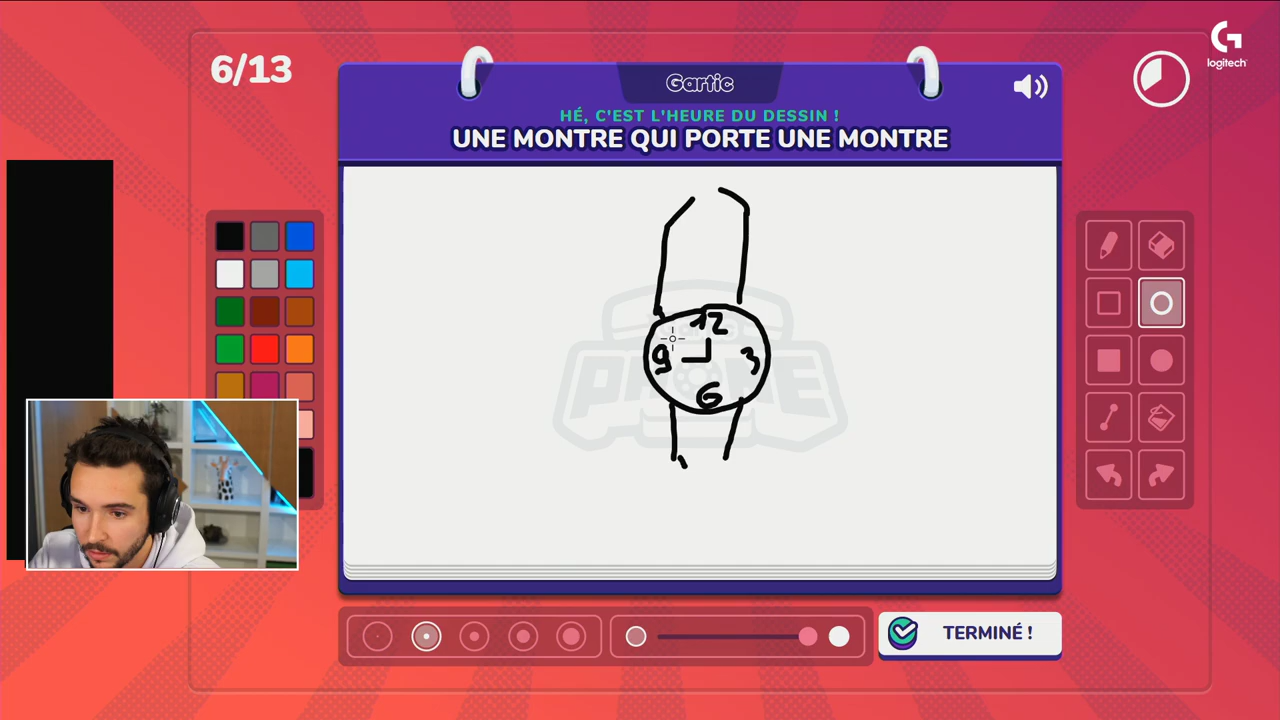 6/13
Gartic
logitech
HÉ, C'EST L'HEURE DU DESSIN !
UNE MONTRE QUI PORTE UNE MONTRE
12
9
3
6
TERMINÉ !